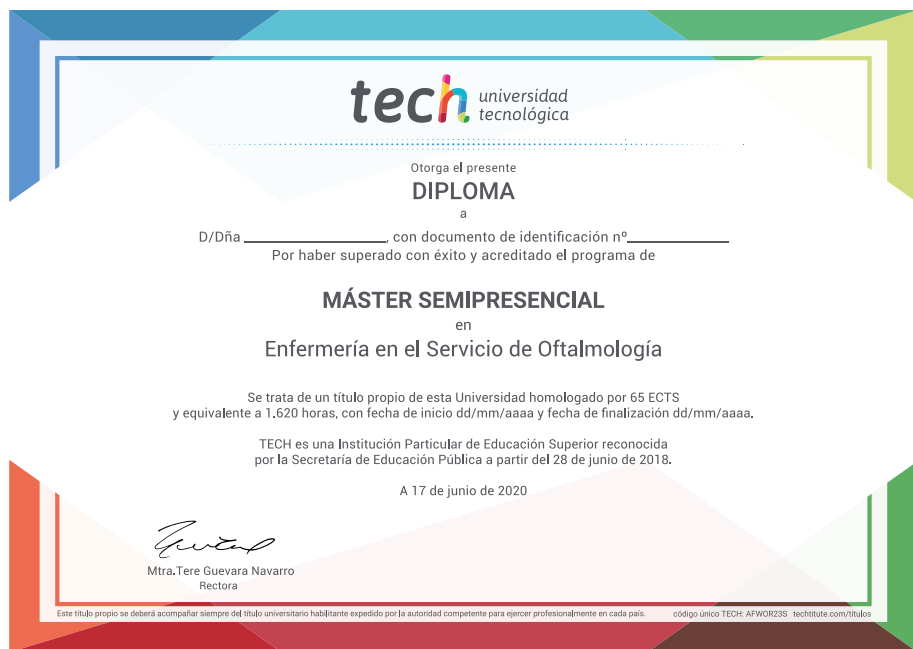 tech universidad
tecnológica
Otorga el presente
DIPLOMA
a
D/Dña ____________, con documento de identificación nº____________
Por haber superado con éxito y acreditado el programa de
MÁSTER SEMIPRESENCIAL
en
Enfermería en el Servicio de Oftalmología
Se trata de un título propio de esta Universidad homologado por 65 ECTS
y equivalente a 1.620 horas, con fecha de inicio dd/mm/aaaa y fecha de finalización dd/mm/aaaa.
TECH es una Institución Particular de Educación Superior reconocida
por la Secretaría de Educación Pública a partir del 28 de junio de 2018.
A 17 de junio de 2020
Mtra.Tere Guevara Navarro
Rectora
Este título propio se deberá acompañar siempre del título universitario habilitante expedido por la autoridad competente para ejercer profesionalmente en cada país. código único TECH: AFWOR23S techtitute.com/titulos